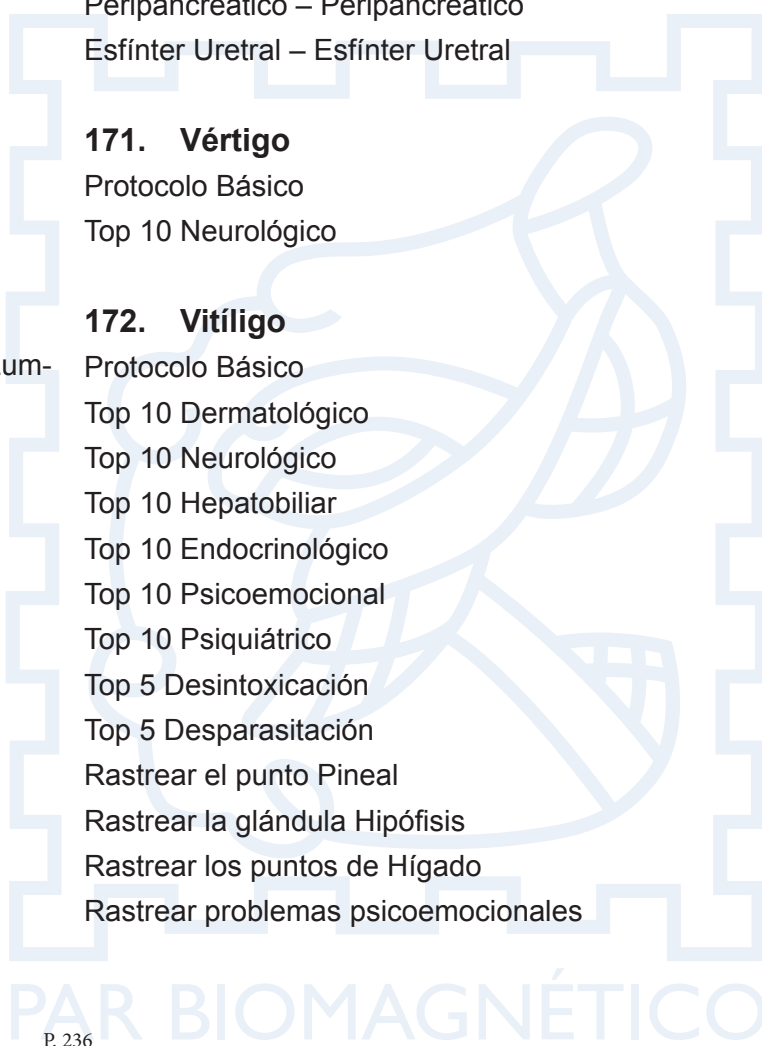 Peripancreático – Peripancreático
Esfínter Uretral – Esfínter Uretral
171. Vértigo
Protocolo Básico
Top 10 Neurológico
172. Vitíligo
Protocolo Básico
Top 10 Dermatológico
Top 10 Neurológico
Top 10 Hepatobiliar
Top 10 Endocrinológico
Top 10 Psicoemocional
Top 10 Psiquiátrico
Top 5 Desintoxicación
Top 5 Desparasitación
Rastrear el punto Pineal
Rastrear la glándula Hipófisis
Rastrear los puntos de Hígado
Rastrear problemas psicoemocionales
PAR BIOMAGNÉTICO
P. 236